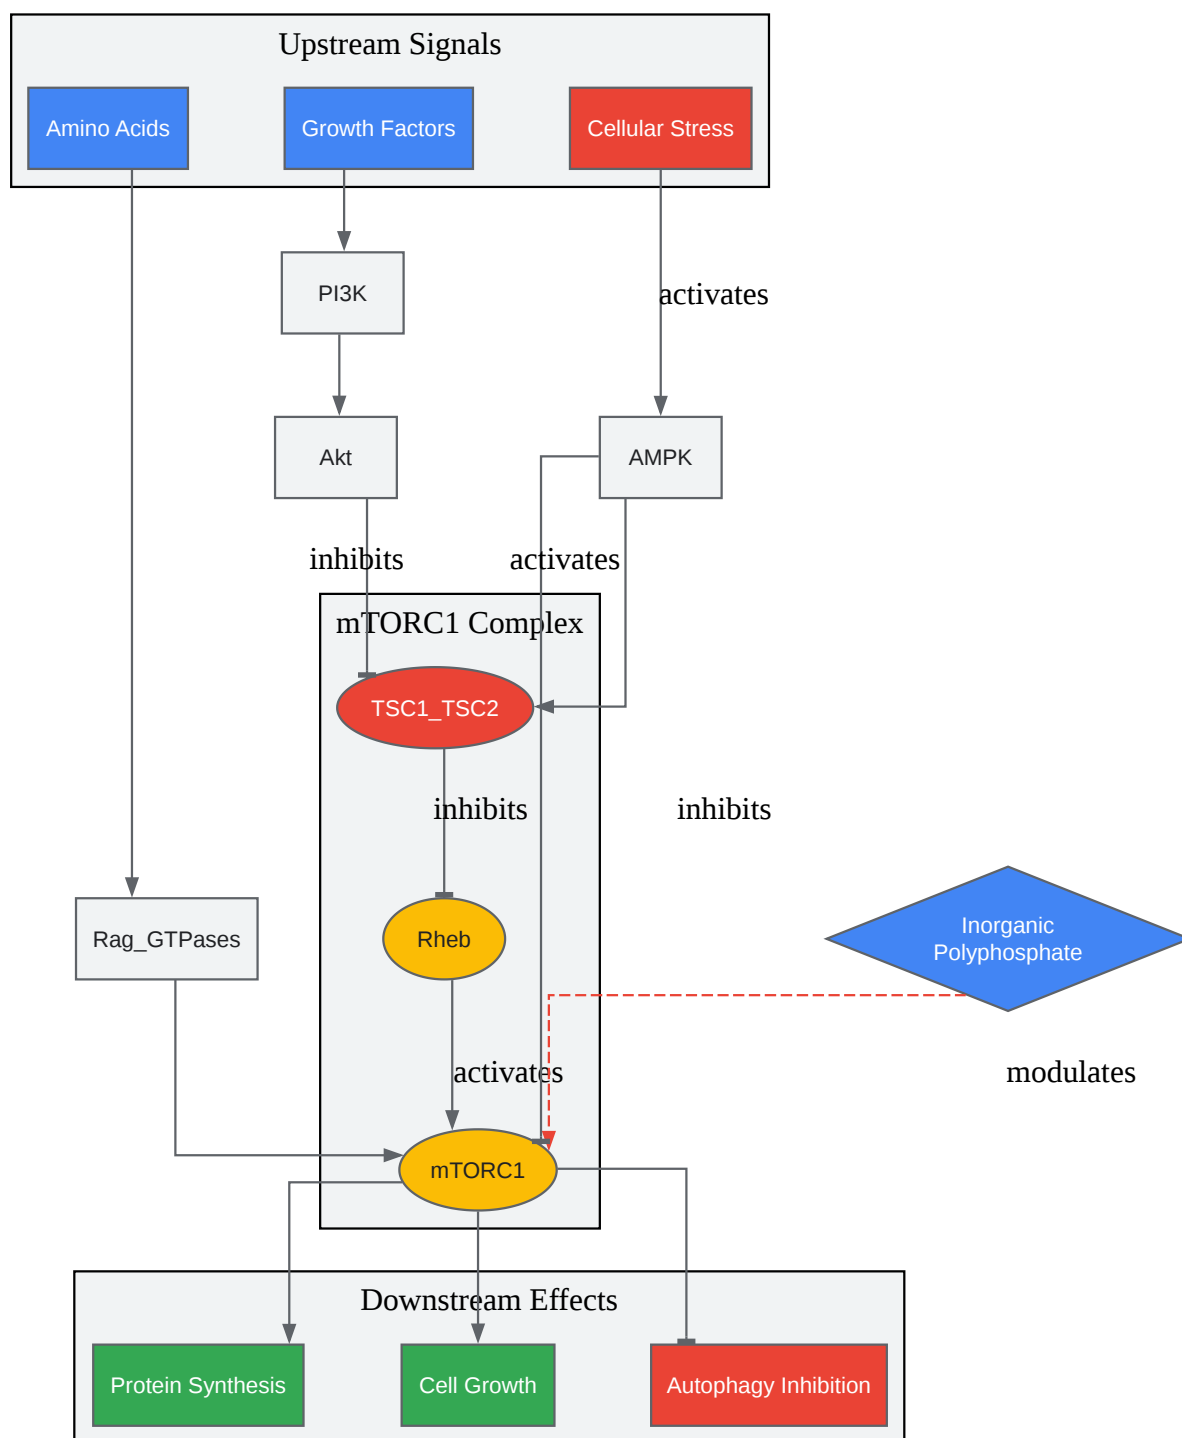 Upstream Signals
Amino Acids
Growth Factors
Cellular Stress
PI3K
activates
Akt
AMPK
inhibits
activates
mTORC1 Complex
TSC1_TSC2
inhibits
inhibits
Rag_GTPases
Rheb
Inorganic
Polyphosphate
activates
modulates
mTORC1
Downstream Effects
Protein Synthesis
Cell Growth
Autophagy Inhibition